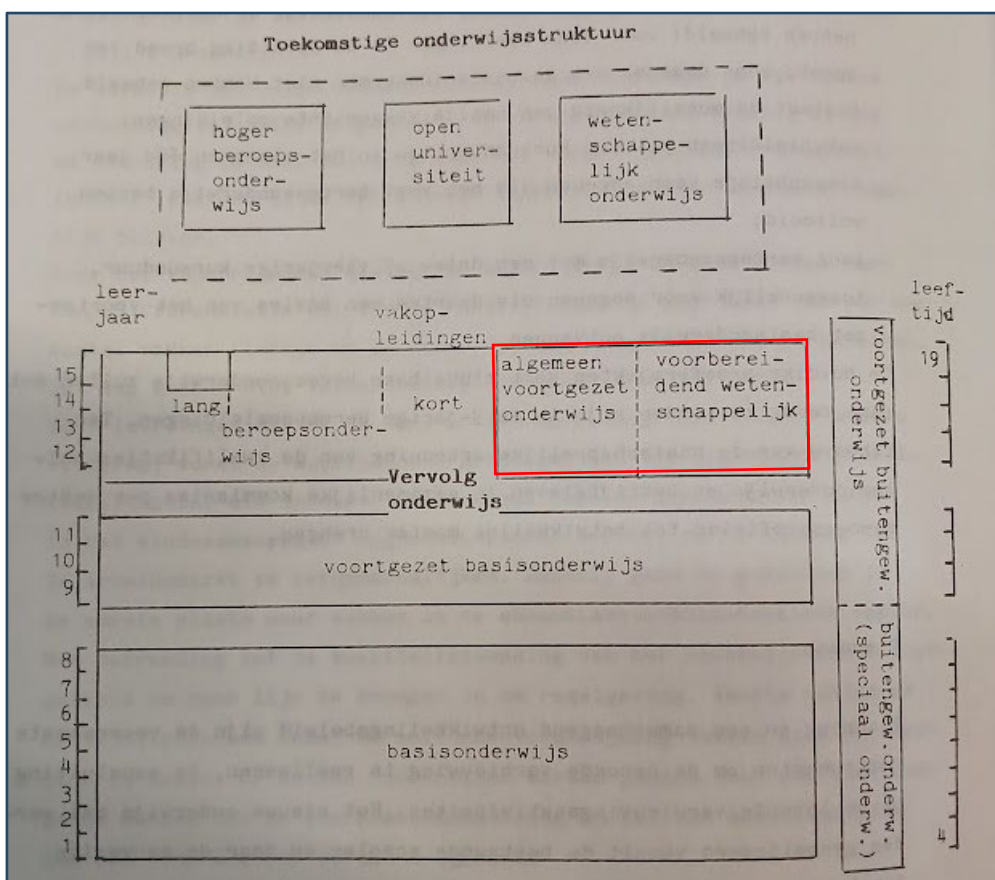 Toekomstige onderwijsstruktuur
hoger
beroeps-
onder-
wijs
open
univer-
siteit
weten-
schappe-
lijk
onderwijs
leer-
jaar
vakop-
leidingen
leef-
tijd
15
14
13
12
lang
beroepsonder-
wijs
kort
algemeen
voortgezet
onderwijs
voorberei-
dend weten-
schappelijk
19
Vervolg
onderwijs
11
10
9
voortgezet basisonderwijs
8
7
6
5
4
3
2
1
basisonderwijs
4
voortgezet buitengew.
onderwijs
buitengew.onderw
(speciaal onderw.)